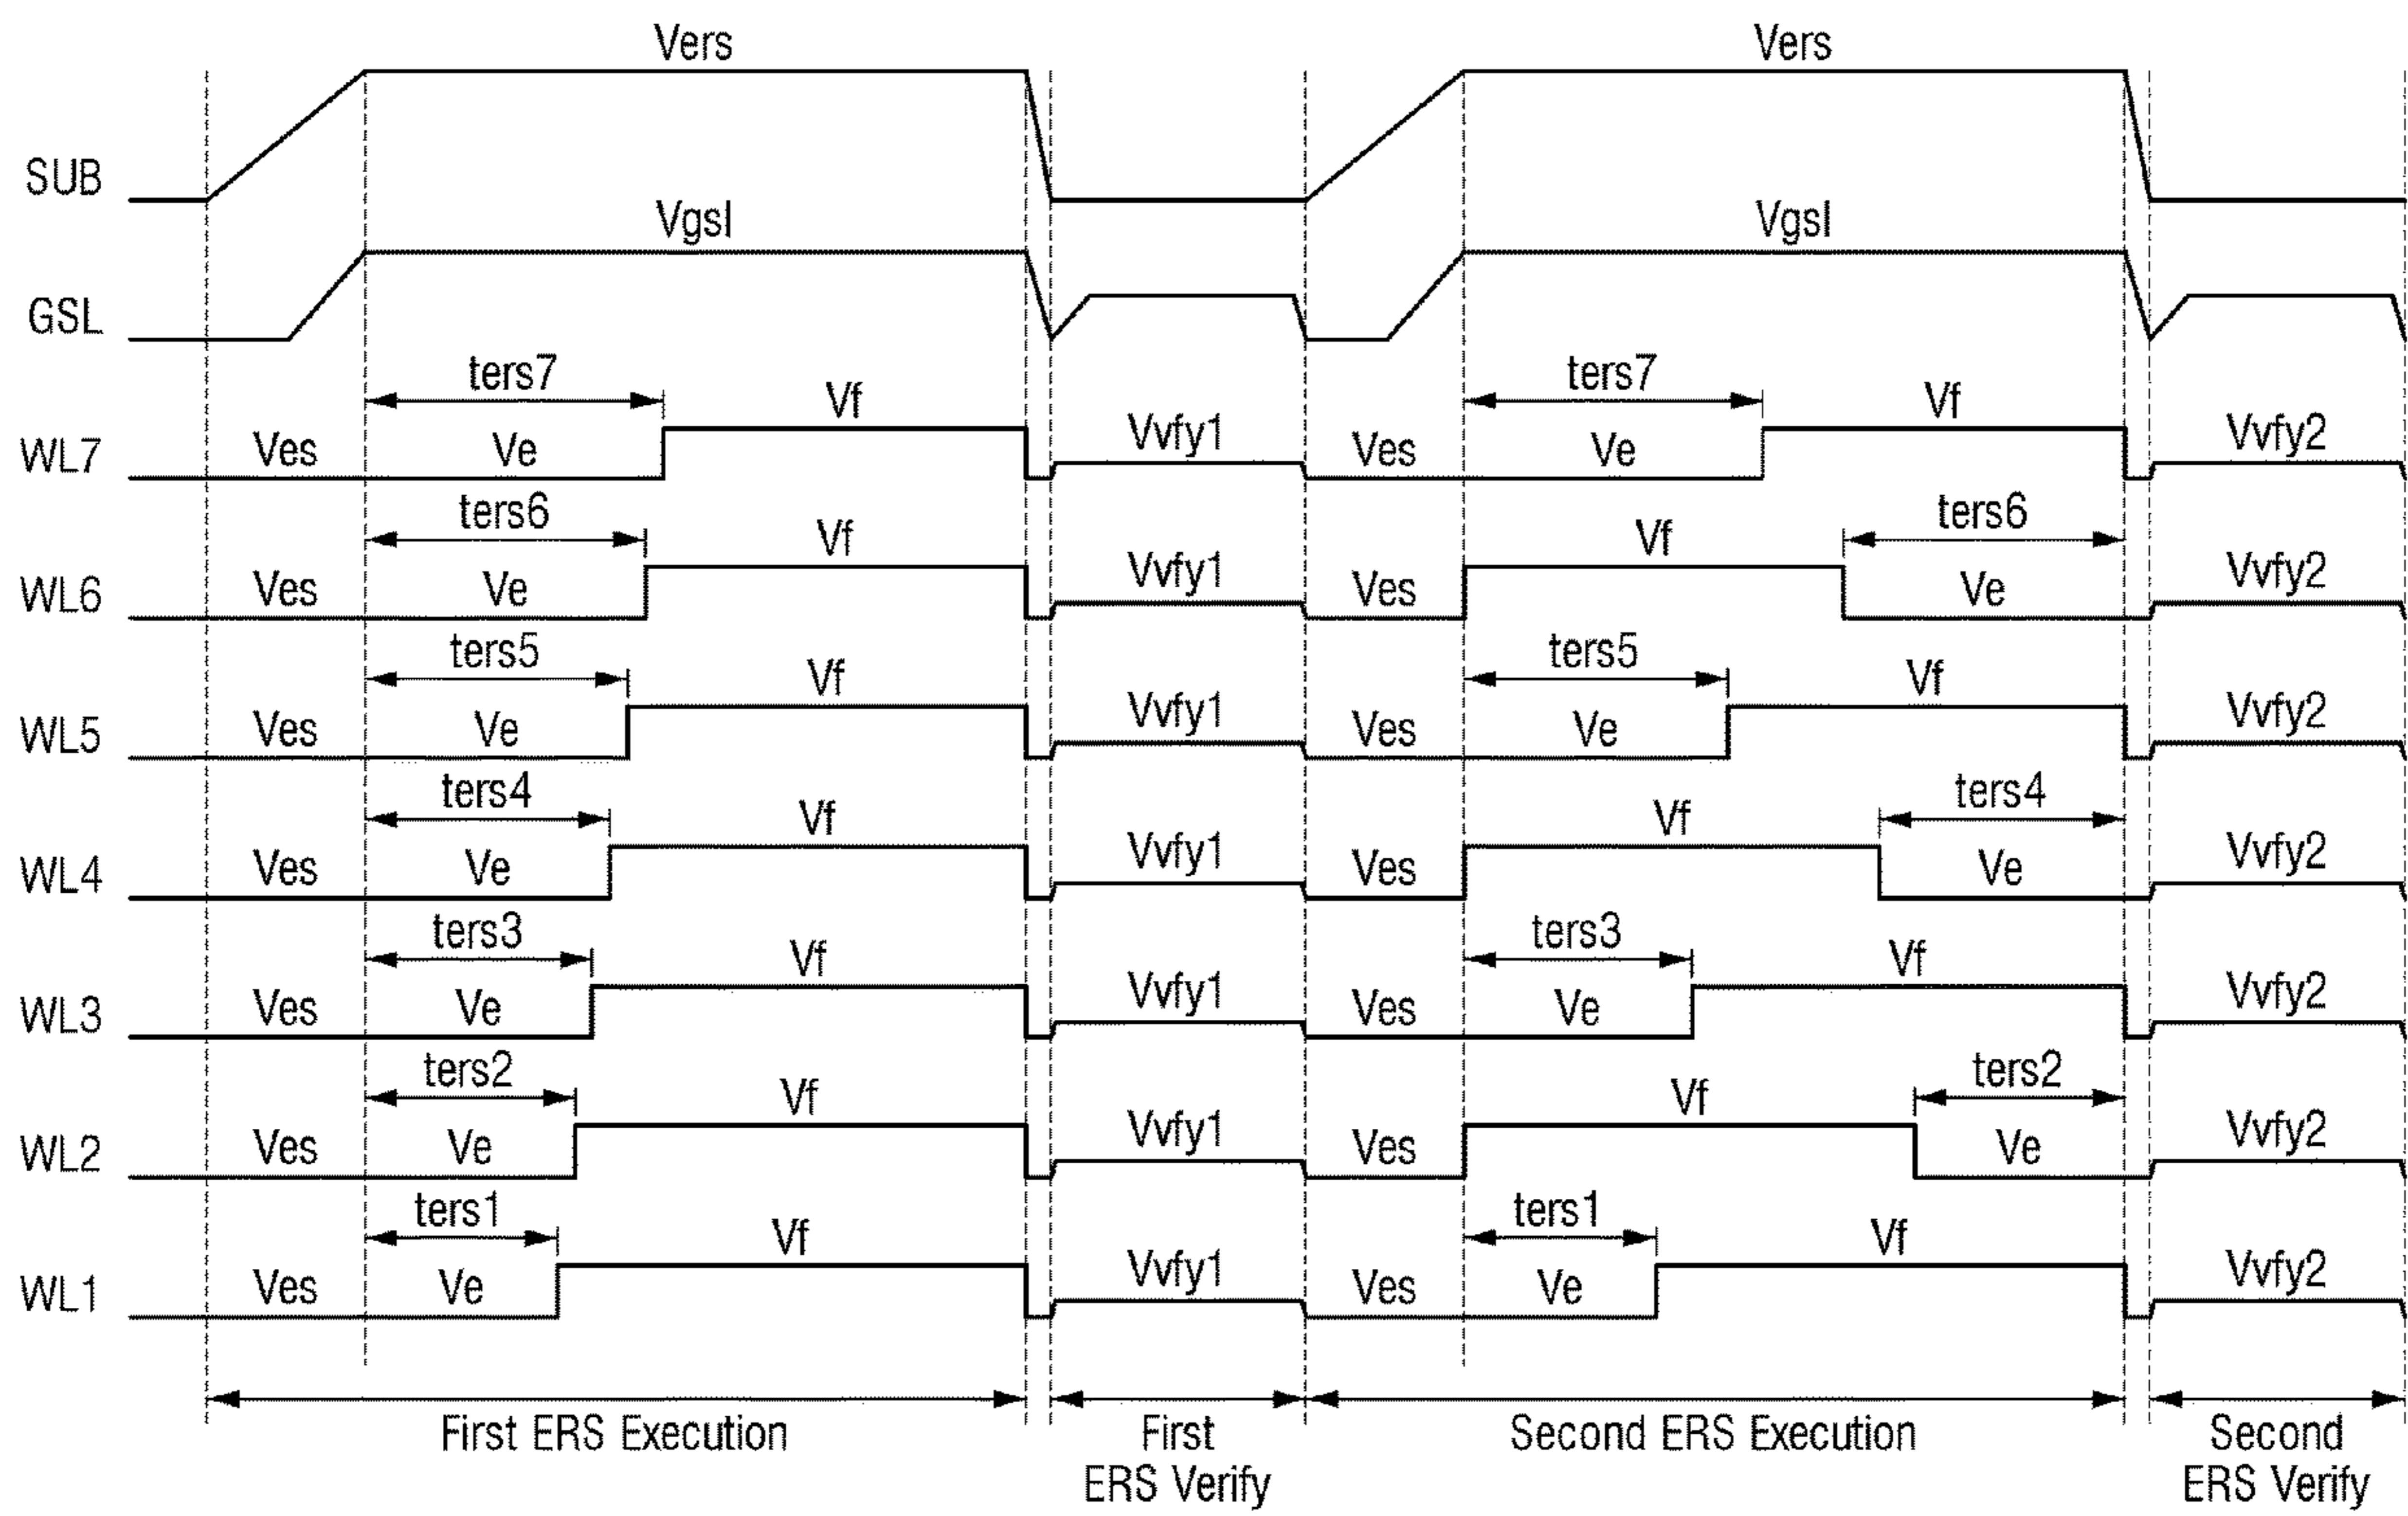 Vers Vers
SUB
Vgsl Vgsl
GSL
ters7 Vf ters7 Vf
WL7 Ves Ve Vvfy1 Ves Ve Vvfy2
ters6 Vf Vf ters6
WL6 Ves Ve Vvfy1 Ves Ve Vvfy2
ters5 Vf ters5 Vf
WL5 Ves Ve Vvfy1 Ves Ve Vvfy2
ters4 Vf Vf ters4
WL4 Ves Ve Vvfy1 Ves Ve Vvfy2
ters3 Vf ters3 Vf
WL3 Ves Ve Vvfy1 Ves Ve Vvfy2
ters2 Vf Vf ters2
WL2 Ves Ve Vvfy1 Ves Ve Vvfy2
ters1 Vf ters1 Vf
WL1 Ves Ve Vvfy1 Ves Ve Vvfy2
First ERS Execution First Second ERS Execution Second
ERS Verify ERS Verify